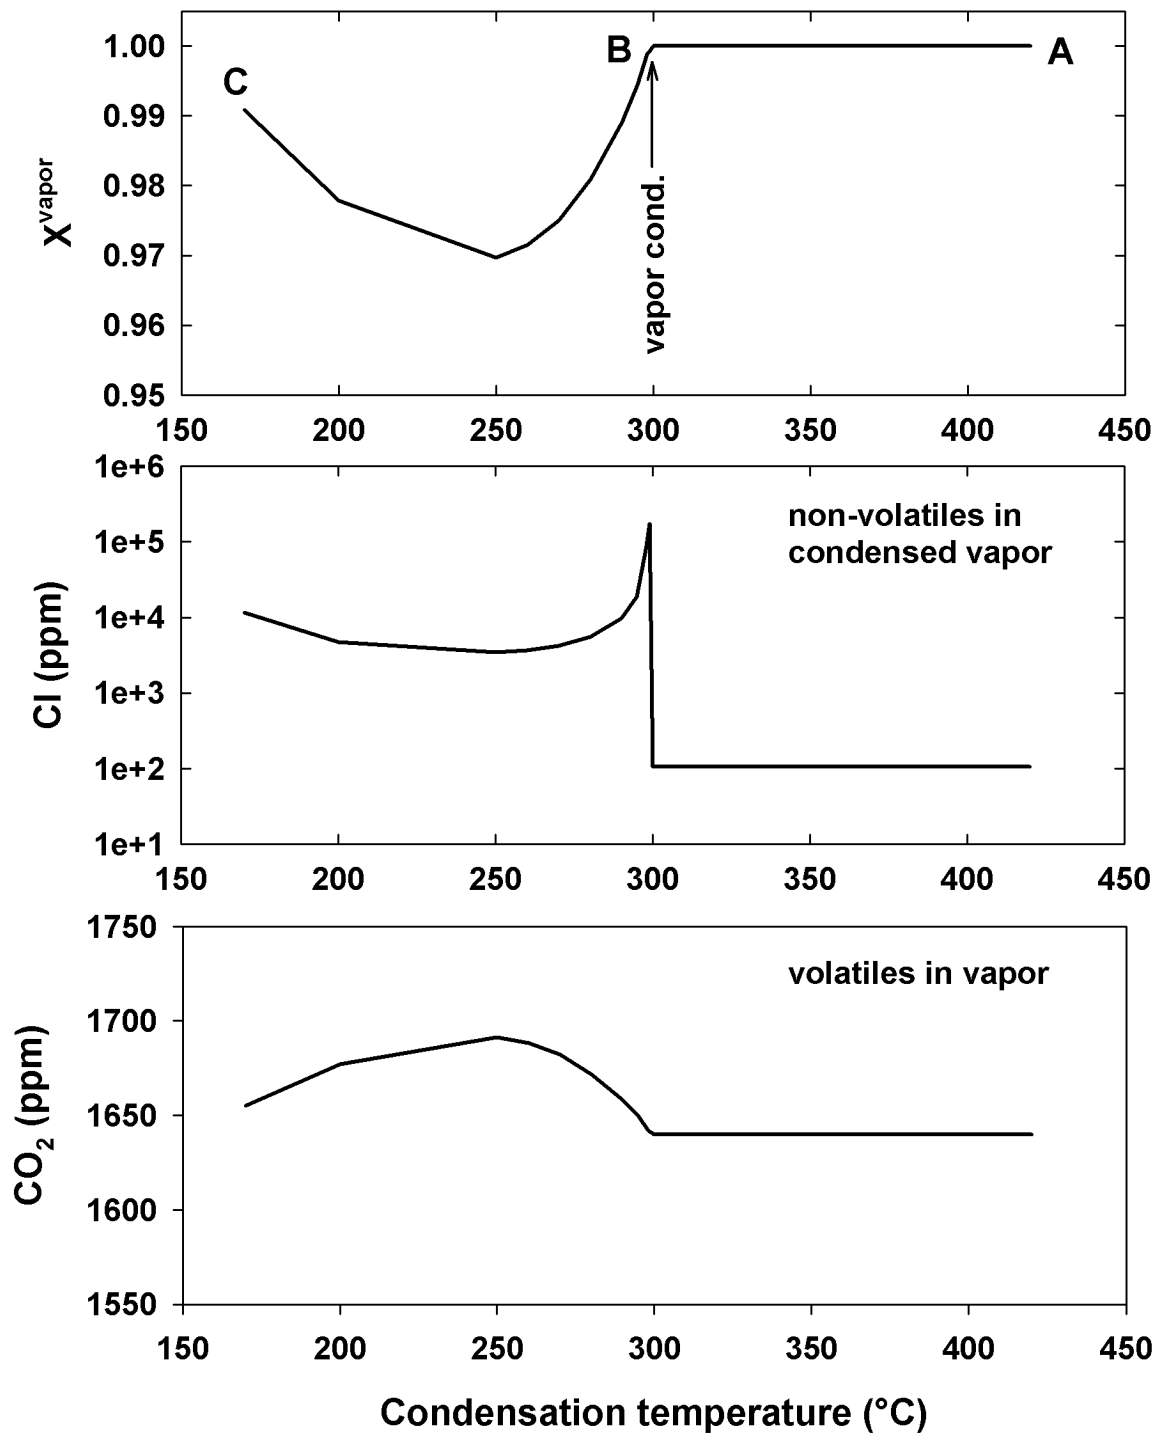 1.00
0.99
0.98
0.97
0.96
0.95
X^vapor
C
B
A
vapor cond.
150 200 250 300 350 400 450
1e+6
1e+5
1e+4
1e+3
1e+2
1e+1
Cl (ppm)
non-volatiles in
condensed vapor
150 200 250 300 350 400 450
1750
1700
1650
1600
1550
CO₂ (ppm)
volatiles in vapor
150 200 250 300 350 400 450
Condensation temperature (°C)